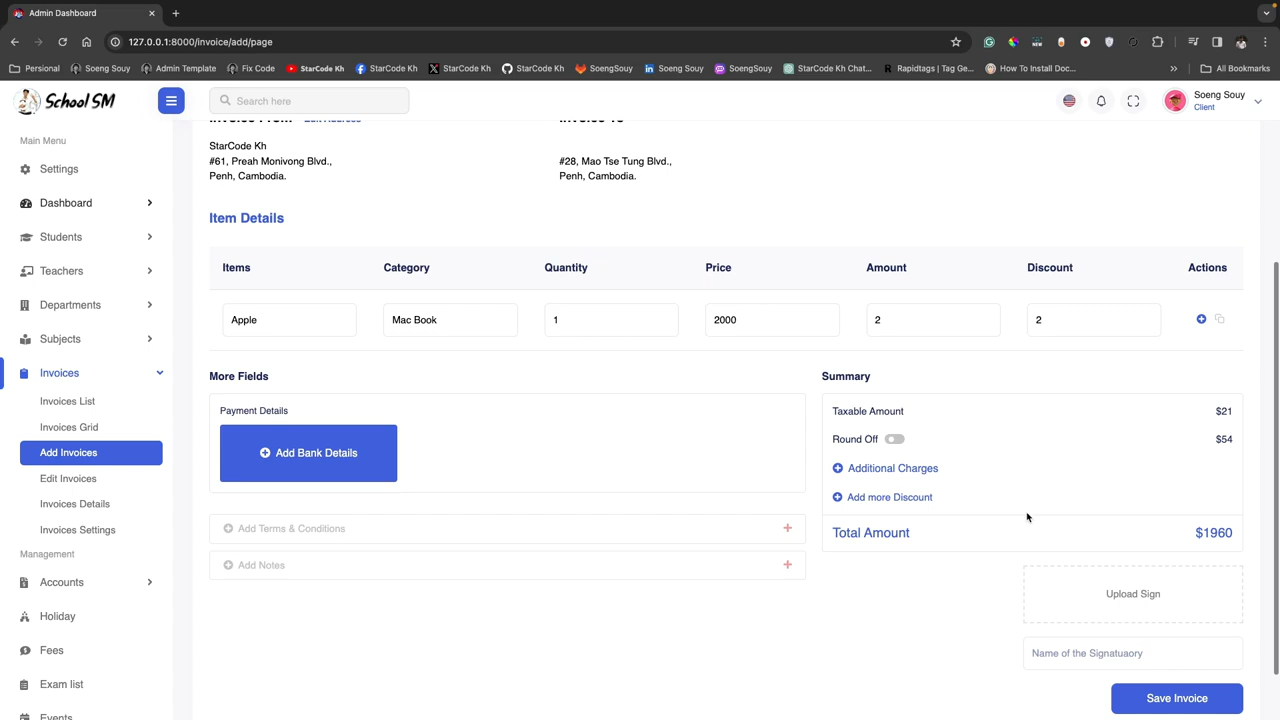 Admin Dashboard
127.0.0.1:8000/invoice/add/page
Personal
Soeng Souy
Admin Template
Fix Code
StarCode Kh
StarCode Kh
StarCode Kh
StarCode Kh
SoengSouy
Soeng Souy
SoengSouy
StarCode Kh Chat...
Rapidtags | Tag Ge...
How To Install Doc...
All Bookmarks
School SM
Search here
Soeng Souy
Client
Main Menu
Settings
Dashboard
Students
Teachers
Departments
Subjects
Invoices
Invoices List
Invoices Grid
Add Invoices
Edit Invoices
Invoices Details
Invoices Settings
Management
Accounts
Holiday
Fees
Exam list
Events
Invoice From
Edit Address
Invoice To
StarCode Kh
#61, Preah Monivong Blvd.,
Penh, Cambodia.
#28, Mao Tse Tung Blvd.,
Penh, Cambodia.
Item Details
Items Category Quantity Price Amount Discount Actions
Apple Mac Book 1 2000 2 2
More Fields
Payment Details
Add Bank Details
Add Terms & Conditions
Add Notes
Summary
Taxable Amount $21
Round Off $54
Additional Charges
Add more Discount
Total Amount $1960
Upload Sign
Name of the Signatuaory
Save Invoice